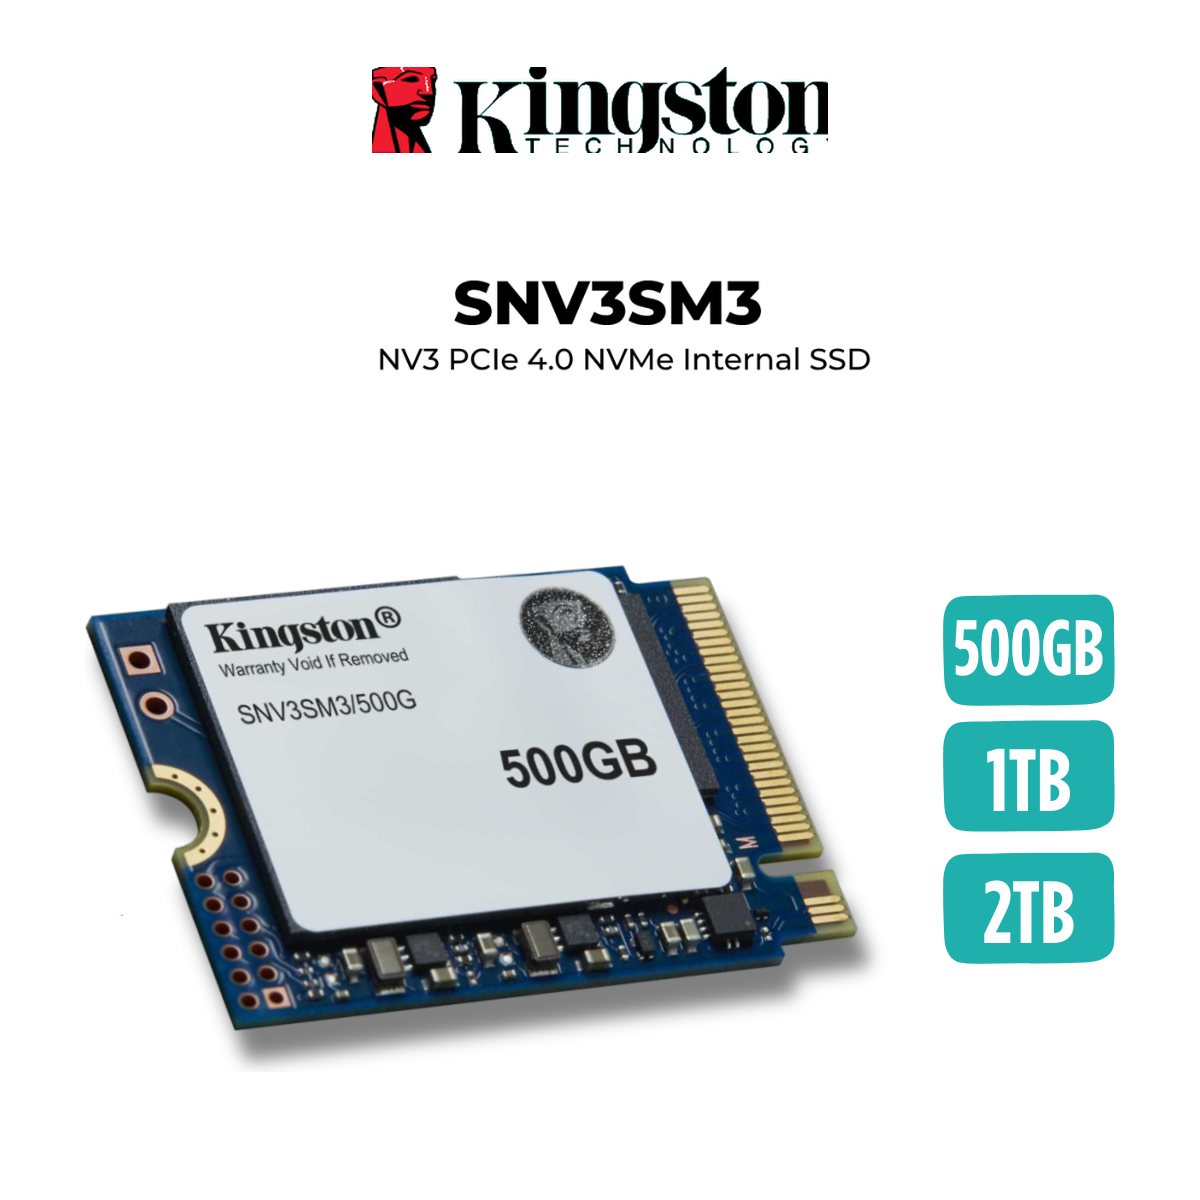 Kingston
TECHNOLOGY
SNV3SM3
NV3 PCIe 4.0 NVMe Internal SSD
Kingston®
Warranty Void If Removed
SNV3SM3/500G
500GB
M
500GB
1TB
2TB